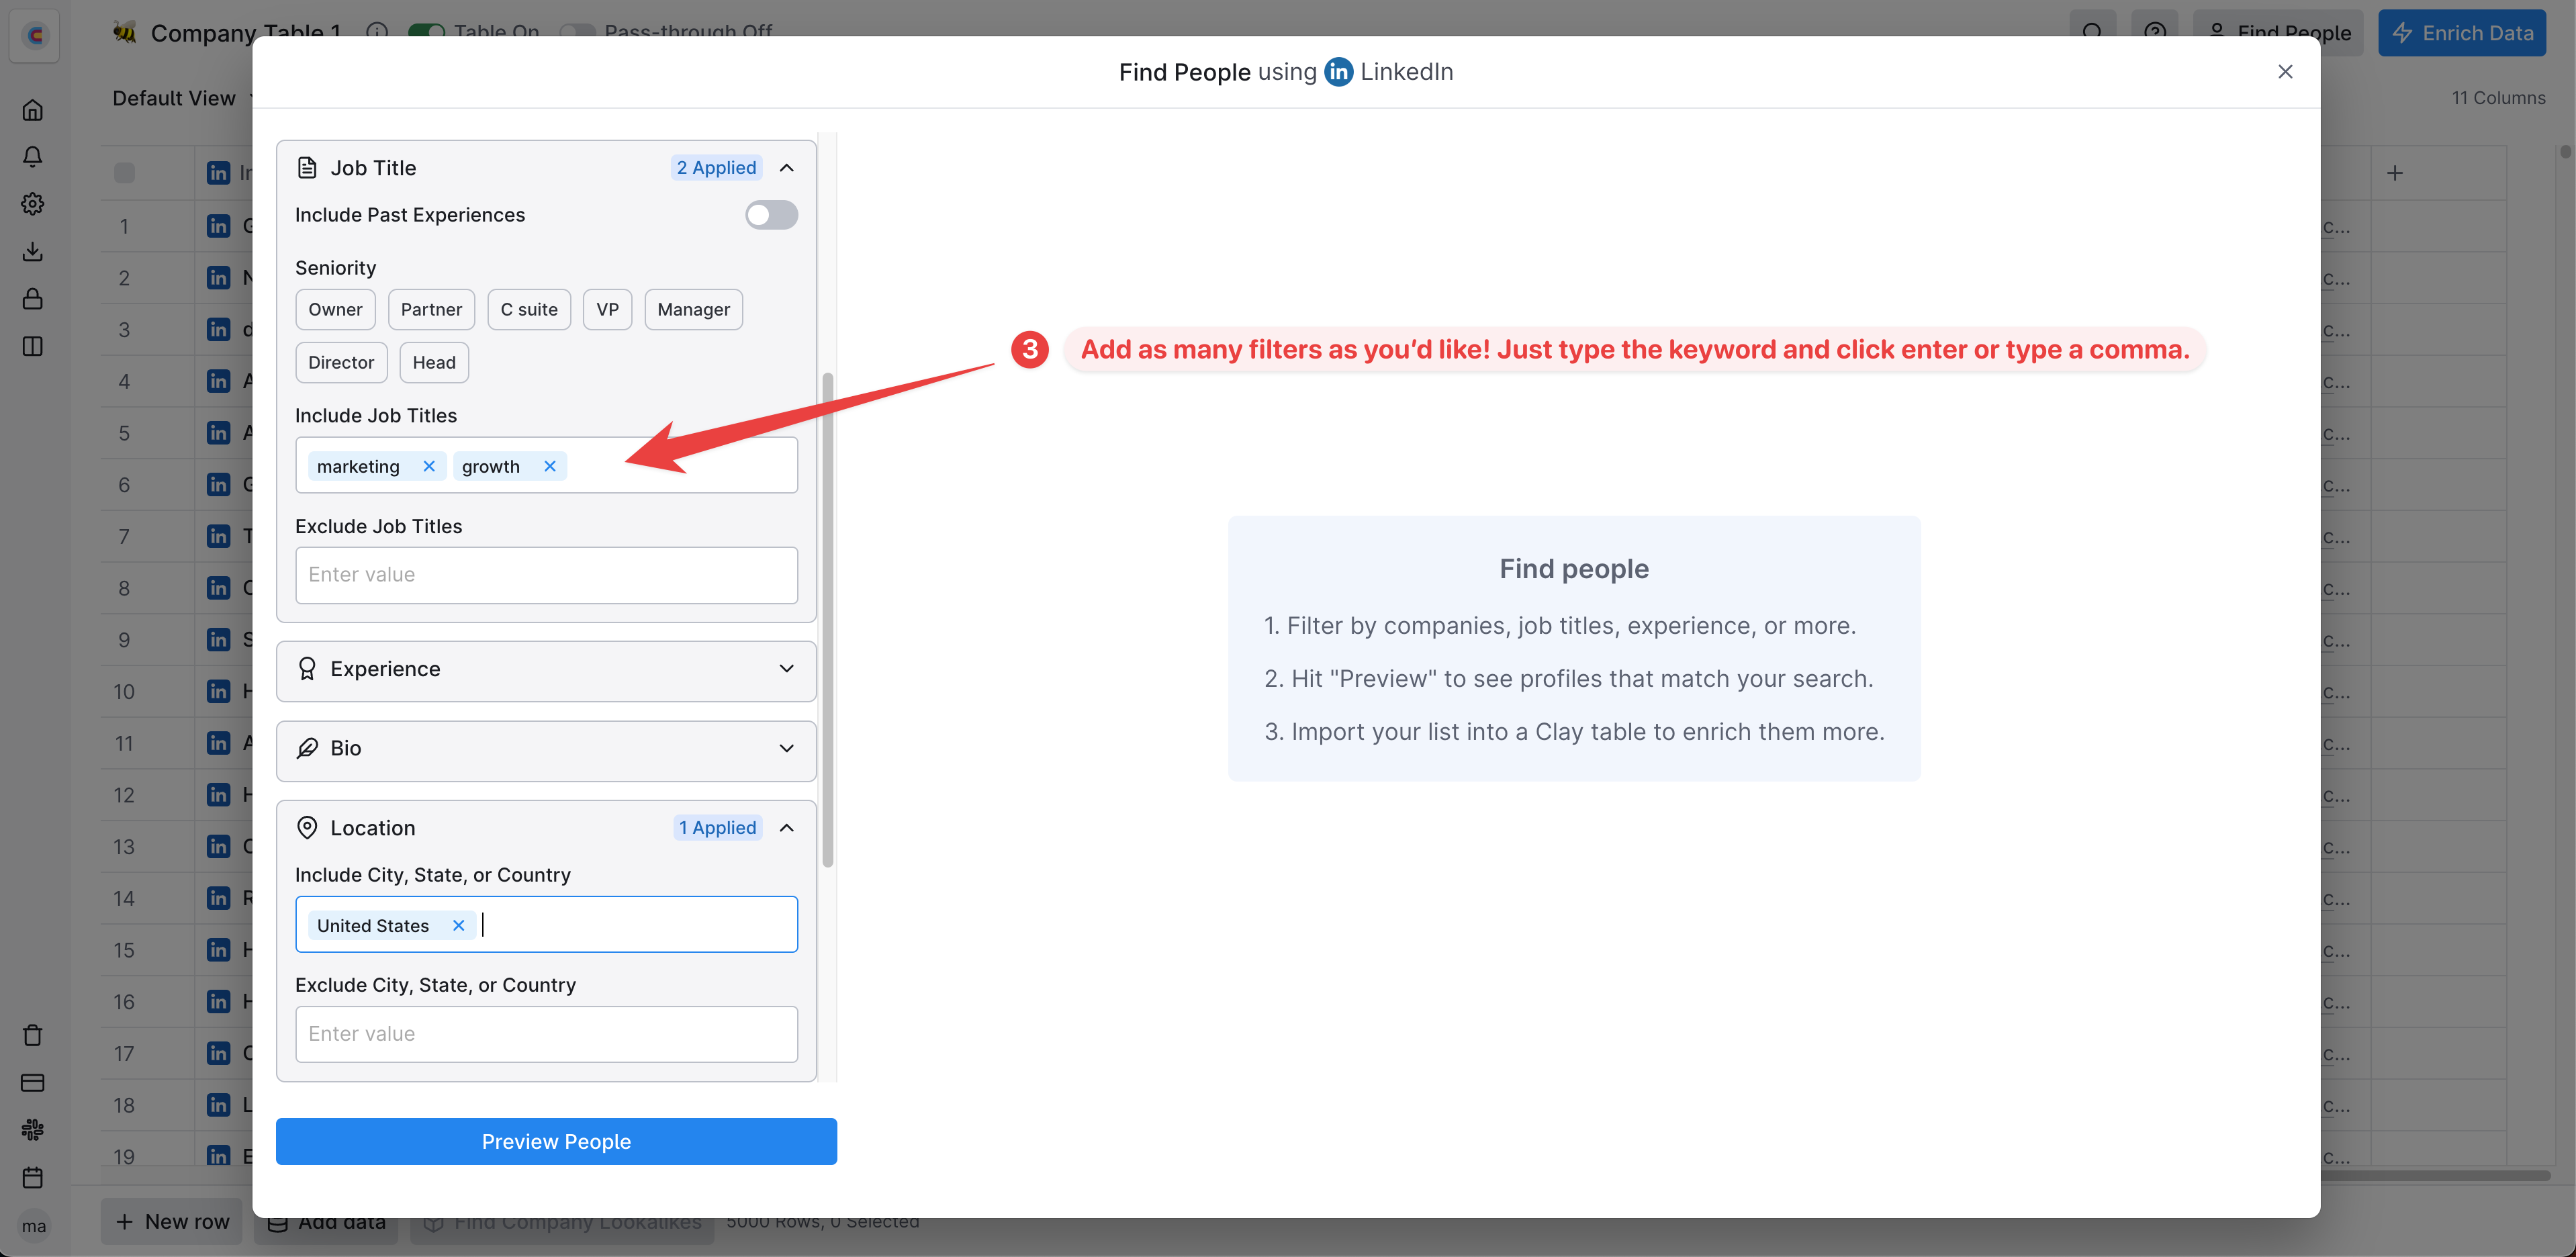 Company Table 1
Table On
Pass-through Off
Find People
Enrich Data
Default View
11 Columns
Find People using in LinkedIn
Job Title
2 Applied
Include Past Experiences
Seniority
Owner
Partner
C suite
VP
Manager
Director
Head
Include Job Titles
marketing
growth
Exclude Job Titles
Enter value
Experience
Bio
Location
1 Applied
Include City, State, or Country
United States
Exclude City, State, or Country
Enter value
Preview People
3 Add as many filters as you'd like! Just type the keyword and click enter or type a comma.
Find people
1. Filter by companies, job titles, experience, or more.
2. Hit "Preview" to see profiles that match your search.
3. Import your list into a Clay table to enrich them more.
1
2
3
4
5
6
7
8
9
10
11
12
13
14
15
16
17
18
19
ma
New row
Add data
Find Company Lookalikes
5000 Rows, 0 Selected